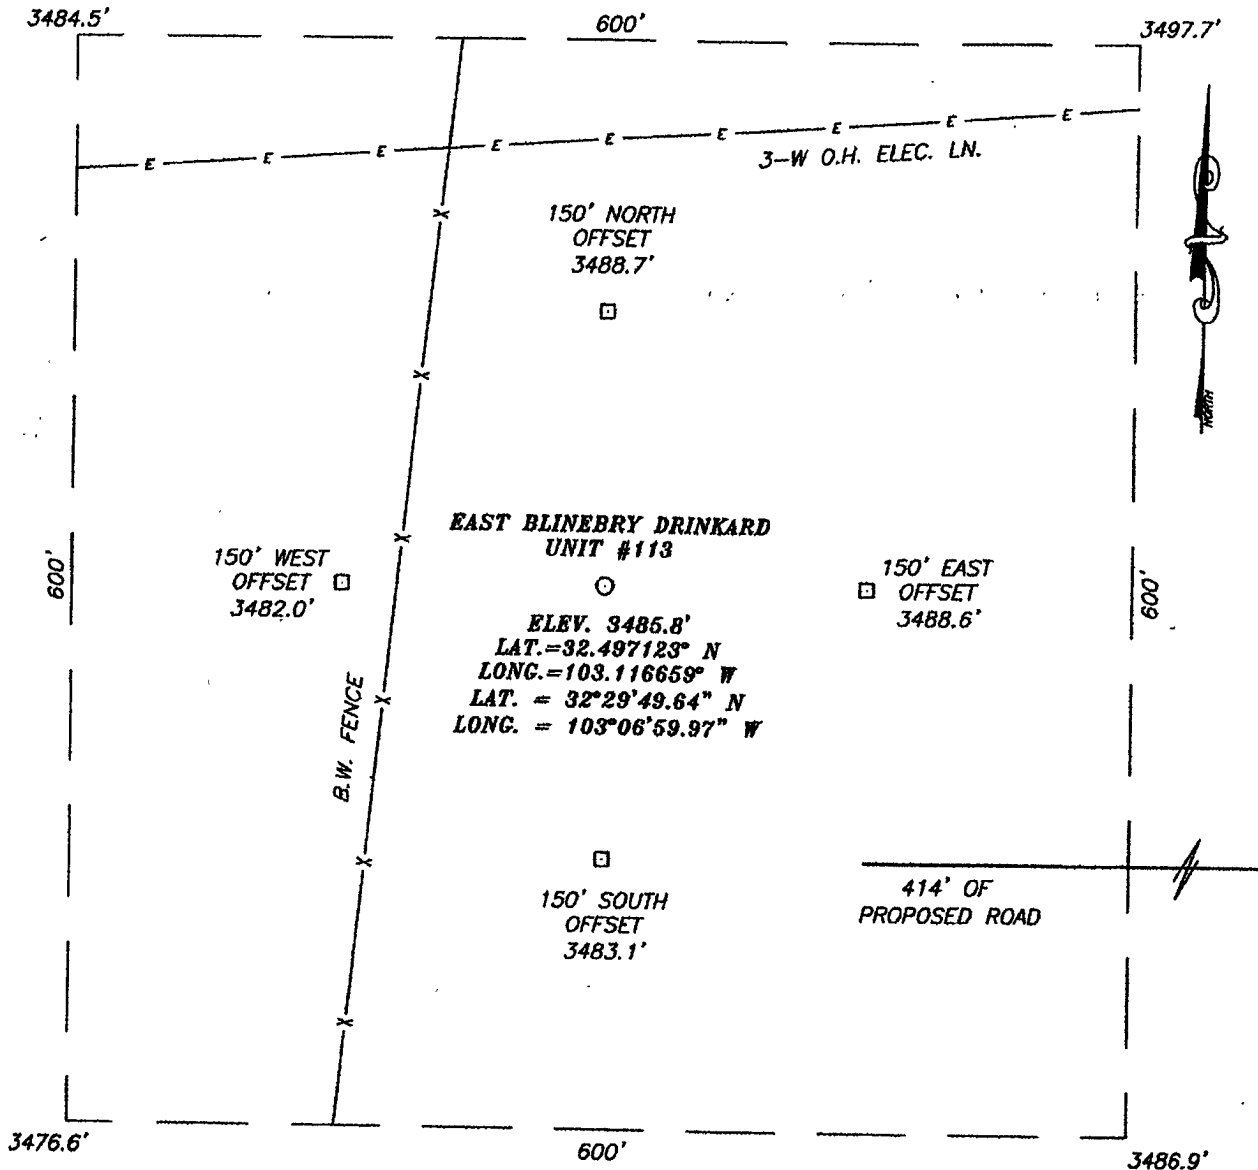 3484.5'
600'
3497.7'
E E E E E E E E E
3-W O.H. ELEC. LN.
150' NORTH
OFFSET
3488.7'
NORTH
X
X
X
X
X
X
EAST BLINEBRY DRINKARD
UNIT #113
600'
150' WEST
OFFSET
3482.0'
150' EAST
OFFSET
3488.6'
600'
ELEV. 3485.8'
LAT.=32.497123° N
LONG.=103.116659° W
LAT. = 32°29'49.64" N
LONG. = 103°06'59.97" W
B.W. FENCE
150' SOUTH
OFFSET
3483.1'
414' OF
PROPOSED ROAD
3476.6'
600'
3486.9'